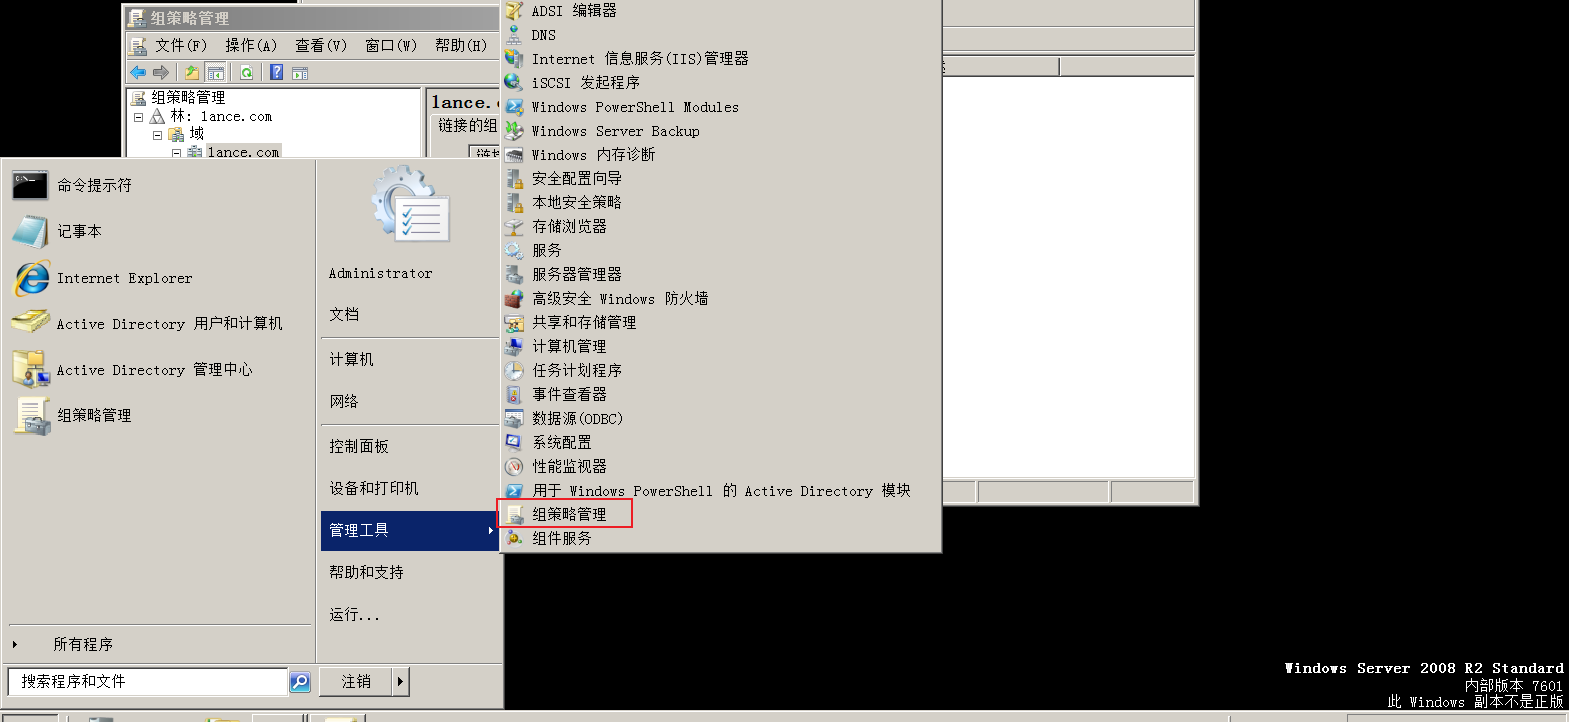 组策略管理
文件(F) 操作(A) 查看(V) 窗口(W) 帮助(H)
组策略管理
林: lance.com
域
lance.com
lance.
链接的组
命令提示符
记事本
Internet Explorer
Active Directory 用户和计算机
Active Directory 管理中心
组策略管理
所有程序
搜索程序和文件
Administrator
文档
计算机
网络
控制面板
设备和打印机
管理工具
帮助和支持
运行...
注销
ADSI 编辑器
DNS
Internet 信息服务(IIS)管理器
iSCSI 发起程序
Windows PowerShell Modules
Windows Server Backup
Windows 内存诊断
安全配置向导
本地安全策略
存储浏览器
服务
服务器管理器
高级安全 Windows 防火墙
共享和存储管理
计算机管理
任务计划程序
事件查看器
数据源(ODBC)
系统配置
性能监视器
用于 Windows PowerShell 的 Active Directory 模块
组策略管理
组件服务
Windows Server 2008 R2 Standard
内部版本 7601
此 Windows 副本不是正版